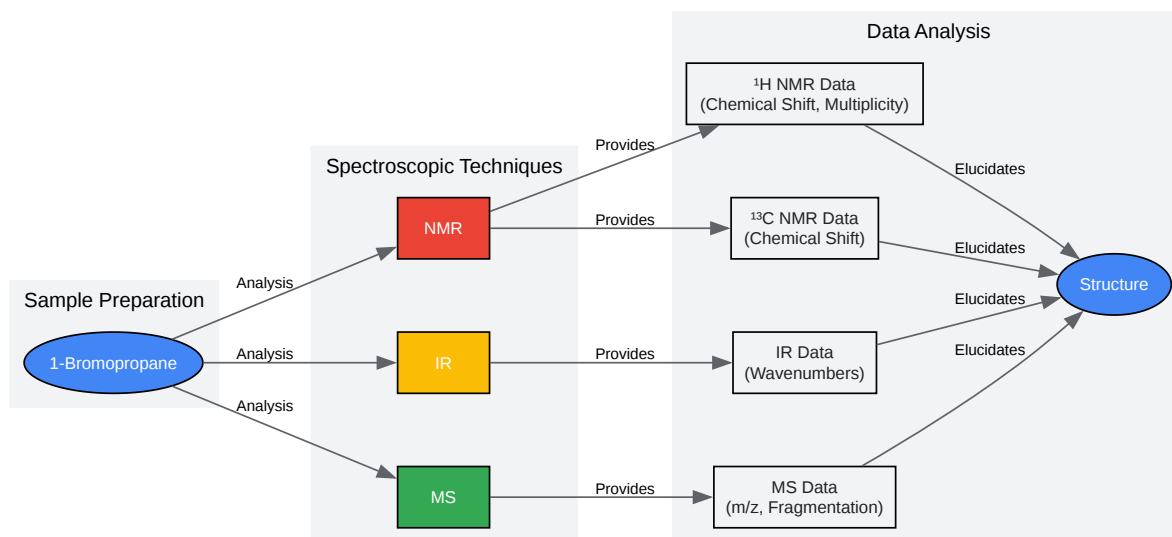 Data Analysis
¹H NMR Data
(Chemical Shift, Multiplicity)
Provides
Spectroscopic Techniques
Elucidates
NMR
Provides
¹³C NMR Data
(Chemical Shift)
Elucidates
Analysis
Structure
Sample Preparation
Elucidates
1-Bromopropane
Analysis
IR
Provides
IR Data
(Wavenumbers)
Elucidates
Analysis
MS
Provides
MS Data
(m/z, Fragmentation)